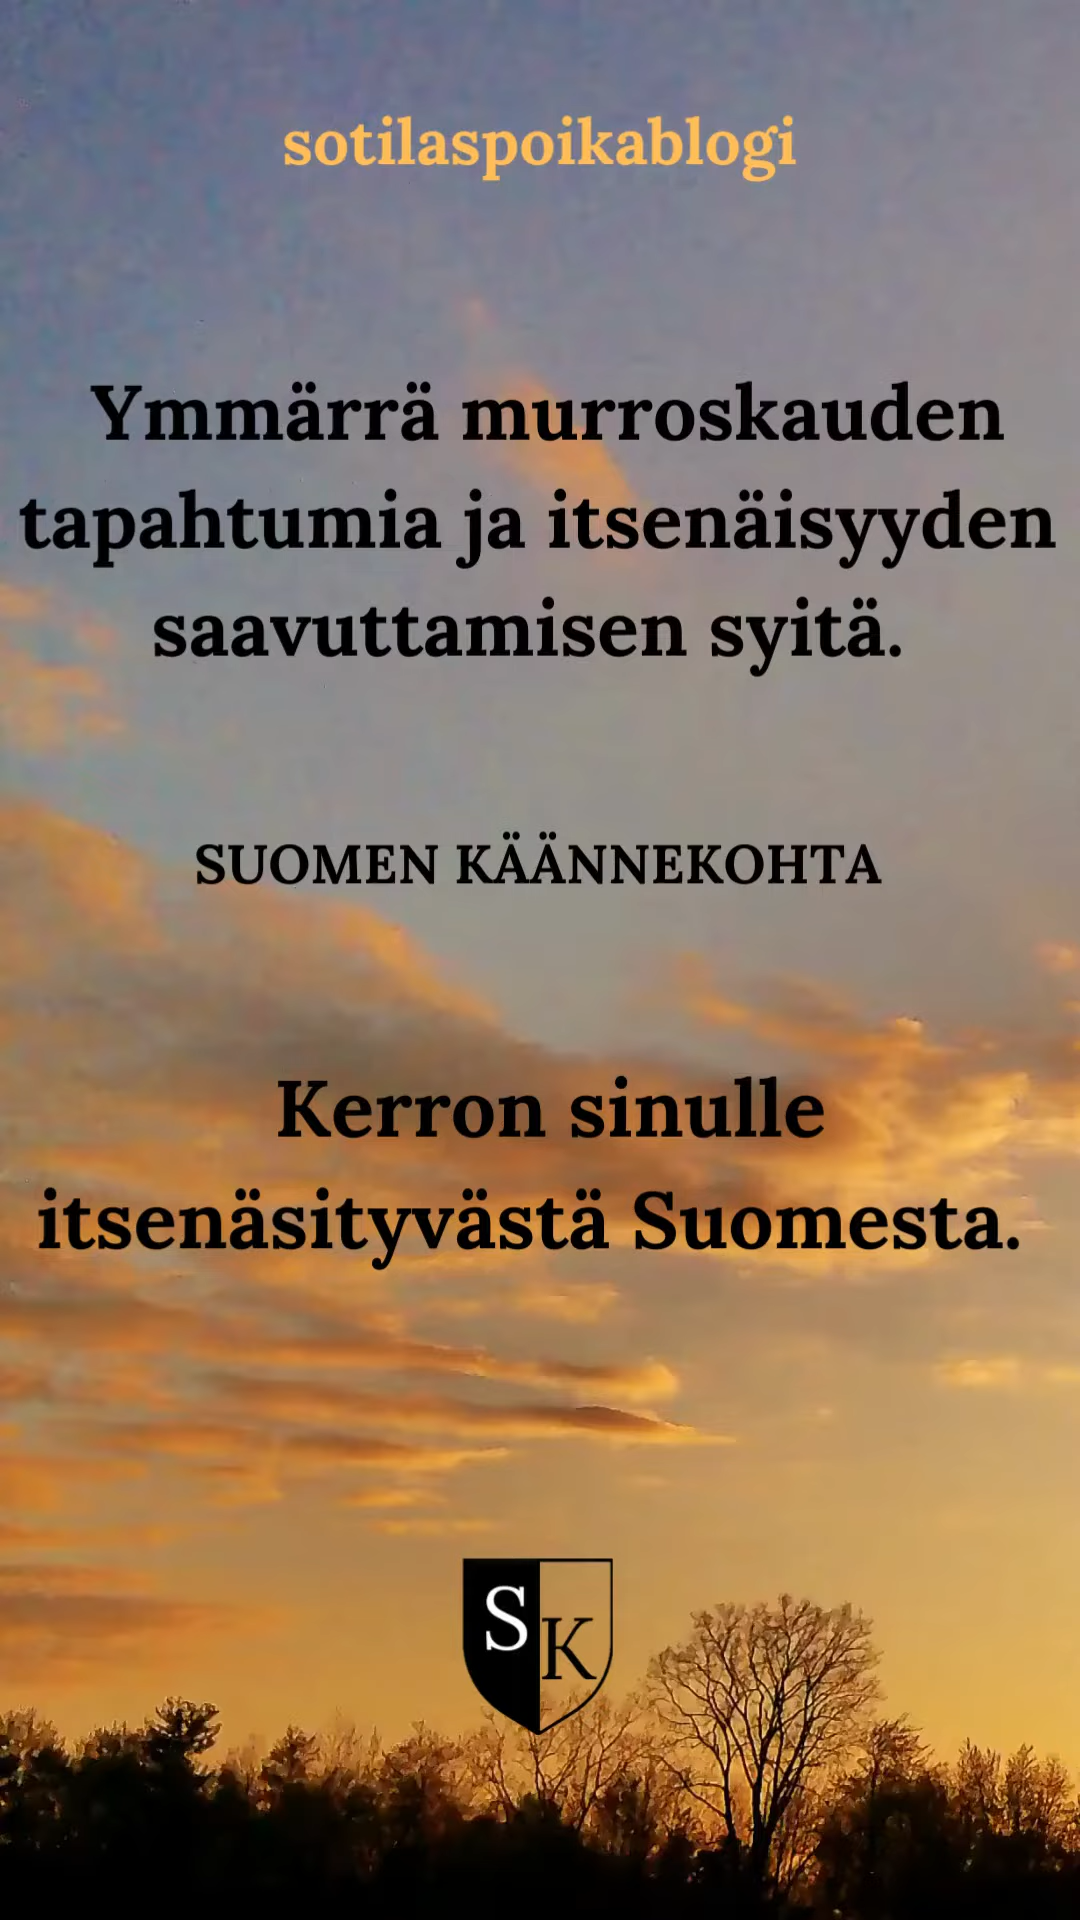 sotilaspoikablogi
Ymmärrä murroskauden
tapahtumia ja itsenäisyyden
saavuttamisen syitä.
SUOMEN KÄÄNNEKOHTA
Kerron sinulle
itsenäsityvästä Suomesta.
S
K